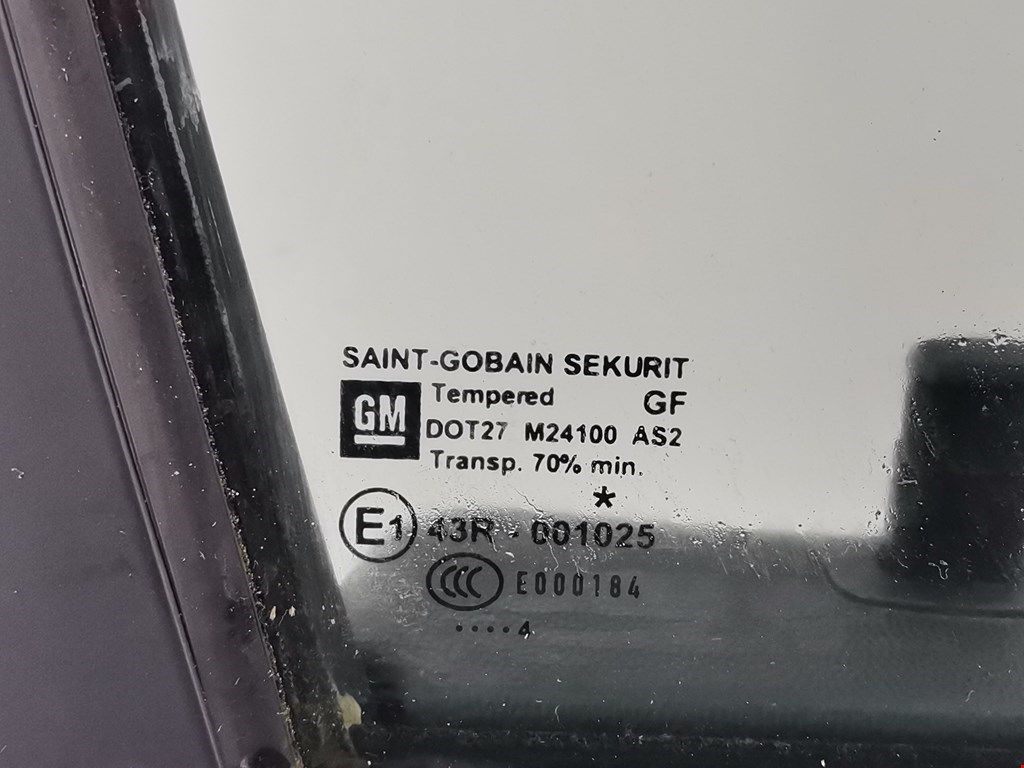 SAINT-GOBAIN SEKURIT
Tempered GF
GM
DOT27 M24100 AS2
Transp. 70% min.
*
E1 43R - 001025
CCC E000184
....4